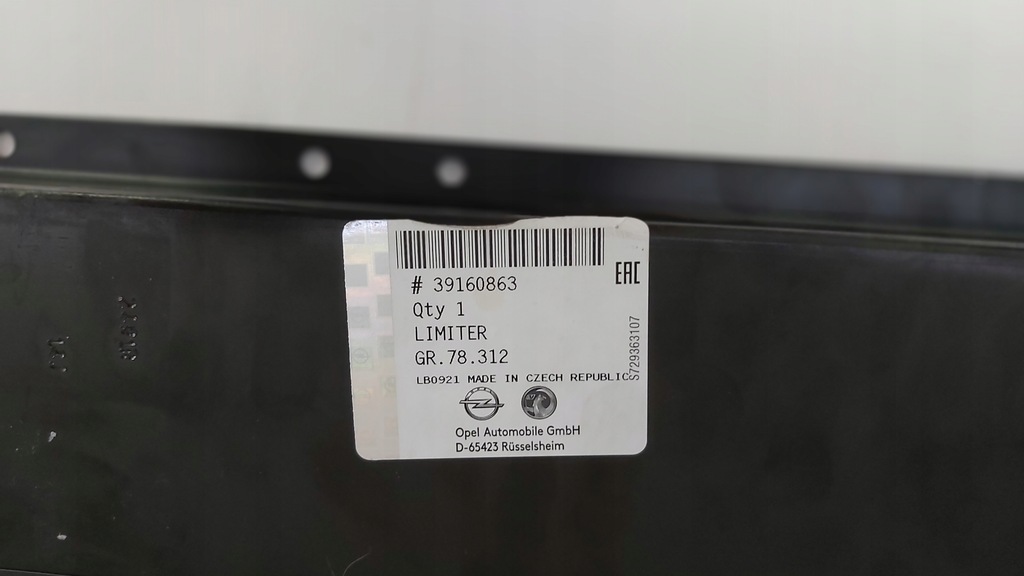 # 39160863
EAC
Qty 1
LIMITER
GR.78.312
S729363107
LB0921 MADE IN CZECH REPUBLIC
Opel Automobile GmbH
D-65423 Rüsselsheim